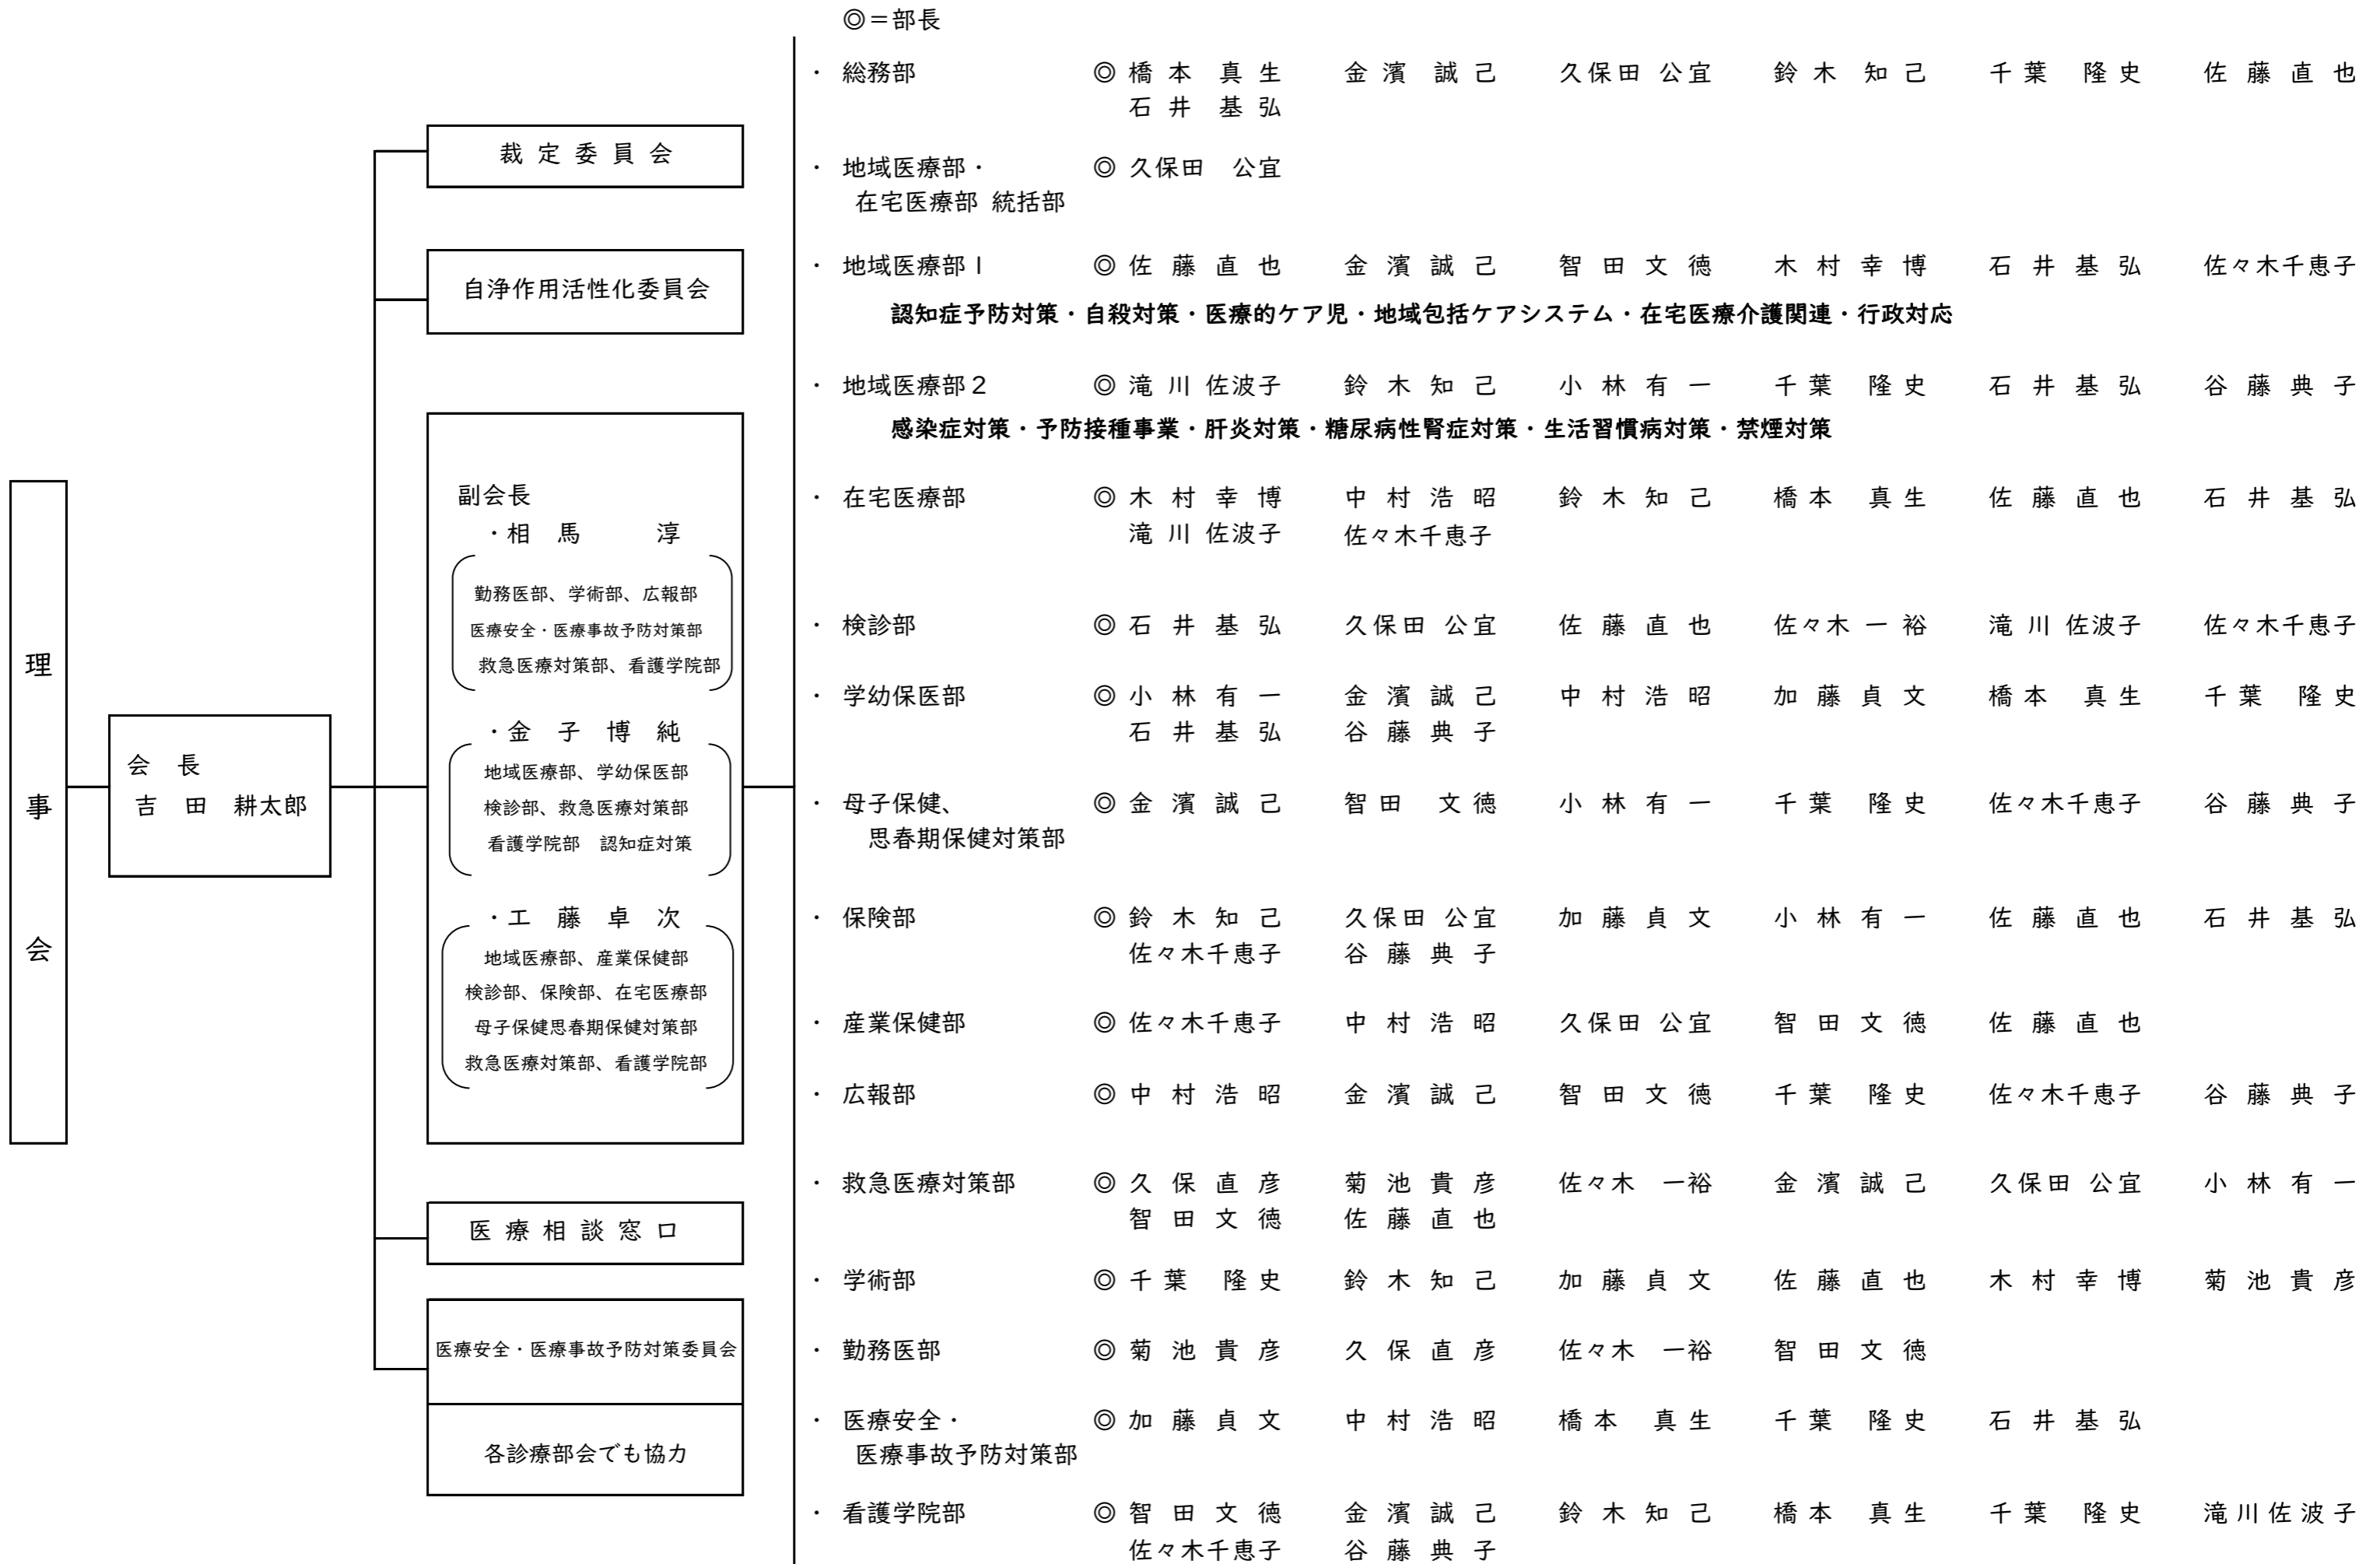 理事会
会 長
吉 田 耕太郎
裁 定 委 員 会
自浄作用活性化委員会
副会長
・相 馬 淳
勤務医部、学術部、広報部
医療安全・医療事故予防対策部
救急医療対策部、看護学院部
・金 子 博 純
地域医療部、学幼保医部
検診部、救急医療対策部
看護学院部 認知症対策
・工 藤 卓 次
地域医療部、産業保健部
検診部、保険部、在宅医療部
母子保健思春期保健対策部
救急医療対策部、看護学院部
医 療 相 談 窓 口
医療安全・医療事故予防対策委員会
各診療部会でも協力
◎=部長
・ 総務部 ◎ 橋 本 真 生 金 濱 誠 己 久保田 公宜 鈴 木 知 己 千 葉 隆 史 佐 藤 直 也
石 井 基 弘
・ 地域医療部・ ◎ 久保田 公宜
在宅医療部 統括部
・ 地域医療部1 ◎ 佐 藤 直 也 金 濱 誠 己 智 田 文 徳 木 村 幸 博 石 井 基 弘 佐々木千恵子
認知症予防対策・自殺対策・医療的ケア児・地域包括ケアシステム・在宅医療介護関連・行政対応
・ 地域医療部2 ◎ 滝 川 佐波子 鈴 木 知 己 小 林 有 一 千 葉 隆 史 石 井 基 弘 谷 藤 典 子
感染症対策・予防接種事業・肝炎対策・糖尿病性腎症対策・生活習慣病対策・禁煙対策
・ 在宅医療部 ◎ 木 村 幸 博 中 村 浩 昭 鈴 木 知 己 橋 本 真 生 佐 藤 直 也 石 井 基 弘
滝 川 佐波子 佐々木千恵子
・ 検診部 ◎ 石 井 基 弘 久保田 公宜 佐 藤 直 也 佐々木 一 裕 滝 川 佐波子 佐々木千恵子
・ 学幼保医部 ◎ 小 林 有 一 金 濱 誠 己 中 村 浩 昭 加 藤 貞 文 橋 本 真 生 千 葉 隆 史
石 井 基 弘 谷 藤 典 子
・ 母子保健、 ◎ 金 濱 誠 己 智 田 文 徳 小 林 有 一 千 葉 隆 史 佐々木千恵子 谷 藤 典 子
思春期保健対策部
・ 保険部 ◎ 鈴 木 知 己 久保田 公宜 加 藤 貞 文 小 林 有 一 佐 藤 直 也 石 井 基 弘
佐々木千恵子 谷 藤 典 子
・ 産業保健部 ◎ 佐々木千恵子 中 村 浩 昭 久保田 公宜 智 田 文 徳 佐 藤 直 也
・ 広報部 ◎ 中 村 浩 昭 金 濱 誠 己 智 田 文 徳 千 葉 隆 史 佐々木千恵子 谷 藤 典 子
・ 救急医療対策部 ◎ 久 保 直 彦 菊 池 貴 彦 佐々木 一裕 金 濱 誠 己 久保田 公宜 小 林 有 一
智 田 文 徳 佐 藤 直 也
・ 学術部 ◎ 千 葉 隆 史 鈴 木 知 己 加 藤 貞 文 佐 藤 直 也 木 村 幸 博 菊 池 貴 彦
・ 勤務医部 ◎ 菊 池 貴 彦 久 保 直 彦 佐々木 一裕 智 田 文 徳
・ 医療安全・ ◎ 加 藤 貞 文 中 村 浩 昭 橋 本 真 生 千 葉 隆 史 石 井 基 弘
医療事故予防対策部
・ 看護学院部 ◎ 智 田 文 徳 金 濱 誠 己 鈴 木 知 己 橋 本 真 生 千 葉 隆 史 滝 川 佐 波 子
佐々木千恵子 谷 藤 典 子